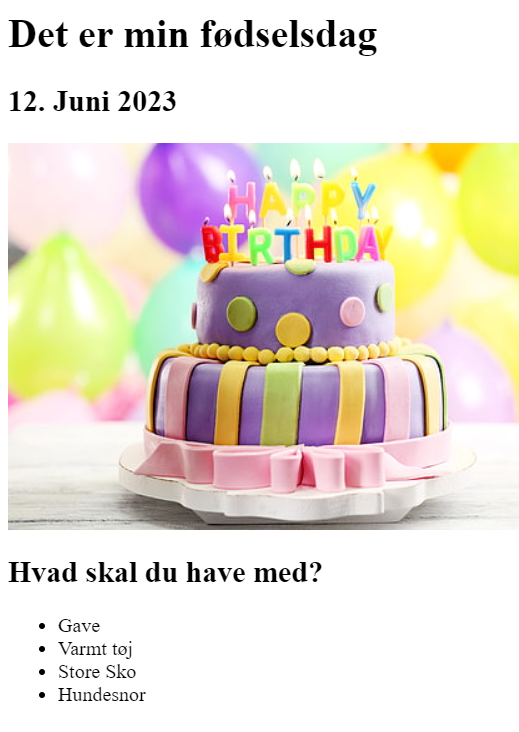 Det er min fødselsdag
12. Juni 2023
HAPPY
BIRTHDAY
Hvad skal du have med?
Gave
Varmt tøj
Store Sko
Hundesnor